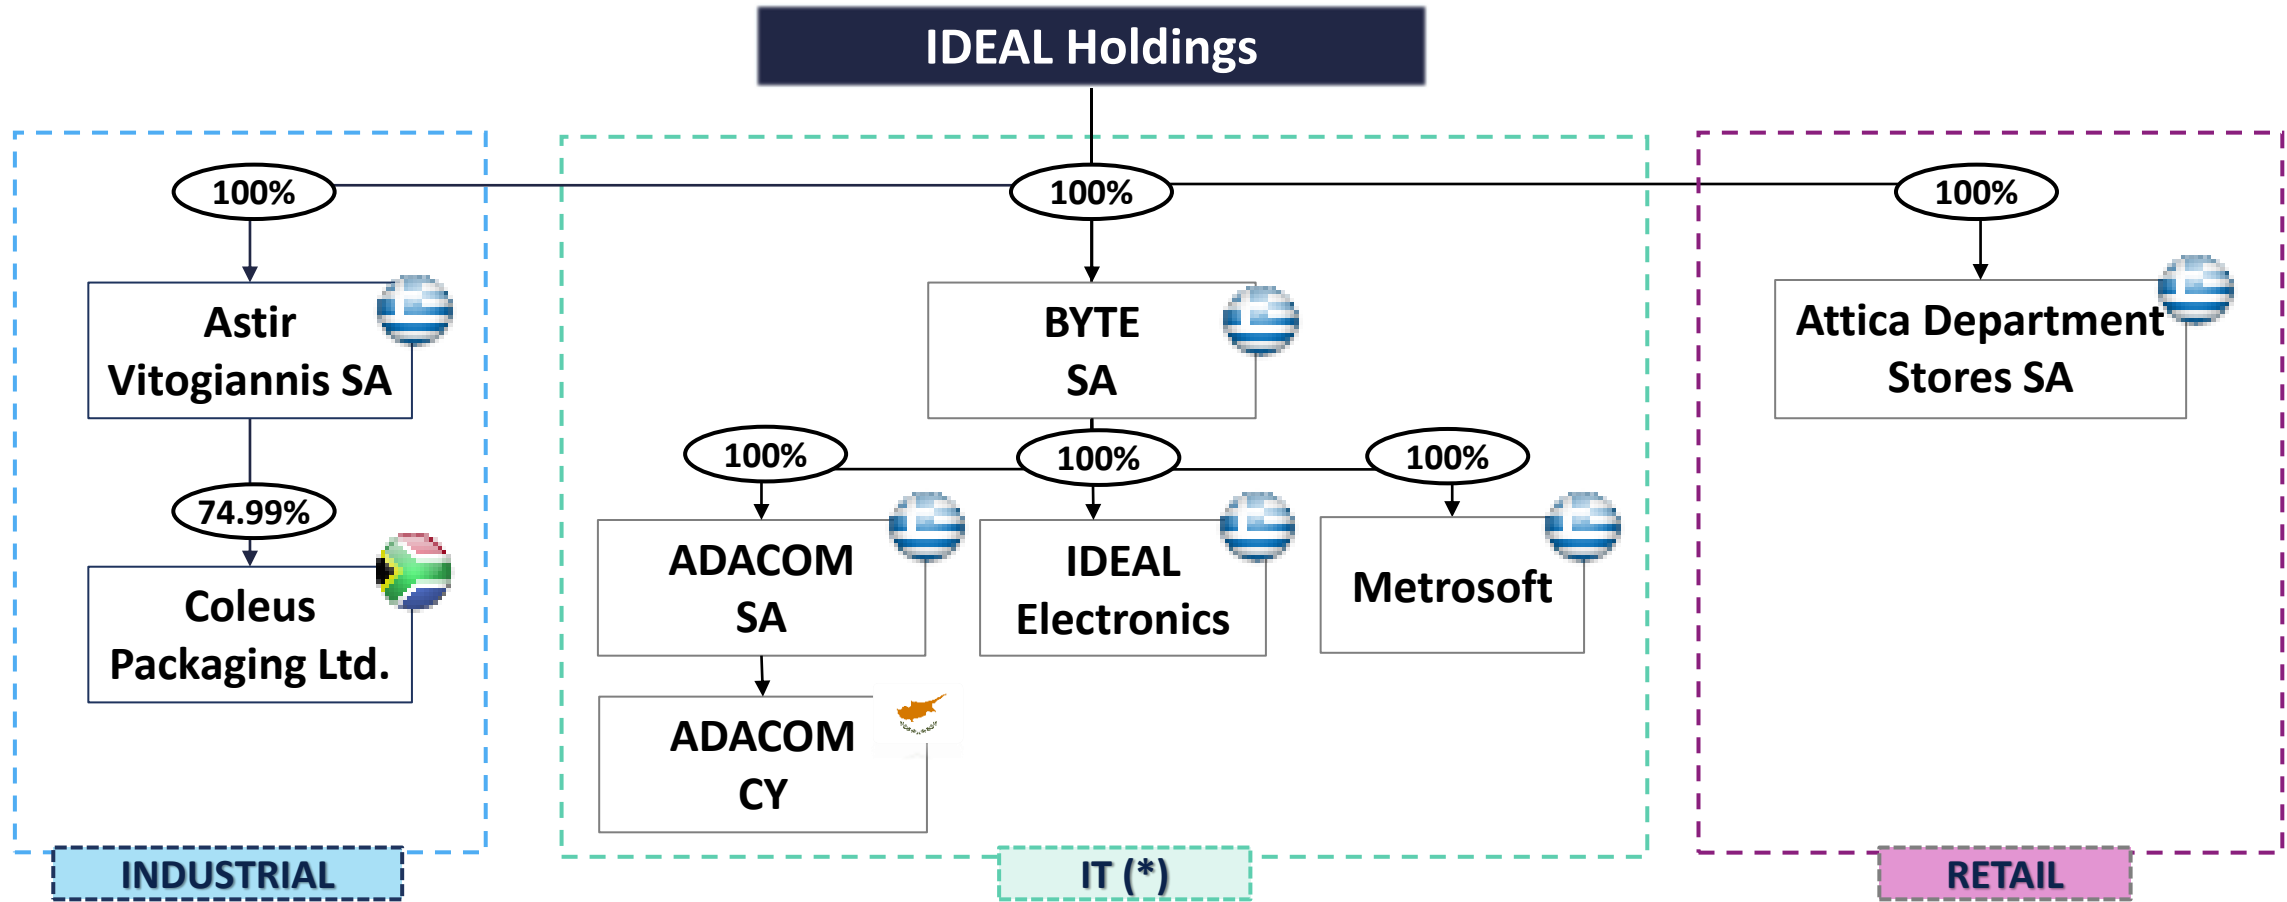 IDEAL Holdings
100%
100%
100%
Astir
Vitogiannis SA
BYTE
SA
Attica Department
Stores SA
100%
100%
100%
74.99%
ADACOM
SA
IDEAL
Electronics
Metrosoft
Coleus
Packaging Ltd.
ADACOM
CY
INDUSTRIAL
IT (*)
RETAIL